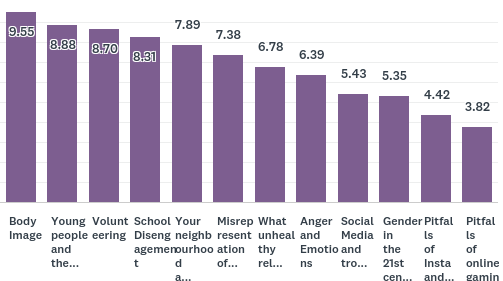 9.55
8.88
8.70
8.31
7.89
7.38
6.78
6.39
5.43
5.35
4.42
3.82
Body
Image
Young
people
and
the...
Volunt
eering
School
Diseng
agemen
t
Your
neighb
ourhoo
d
a...
Misrep
resent
ation
of...
What
unheal
thy
rel...
Anger
and
Emotio
ns
Social
Media
and
tro...
Gender
in
the
21st
cen...
Pitfal
ls
of
Insta
and...
Pitfal
ls
of
online
gamin